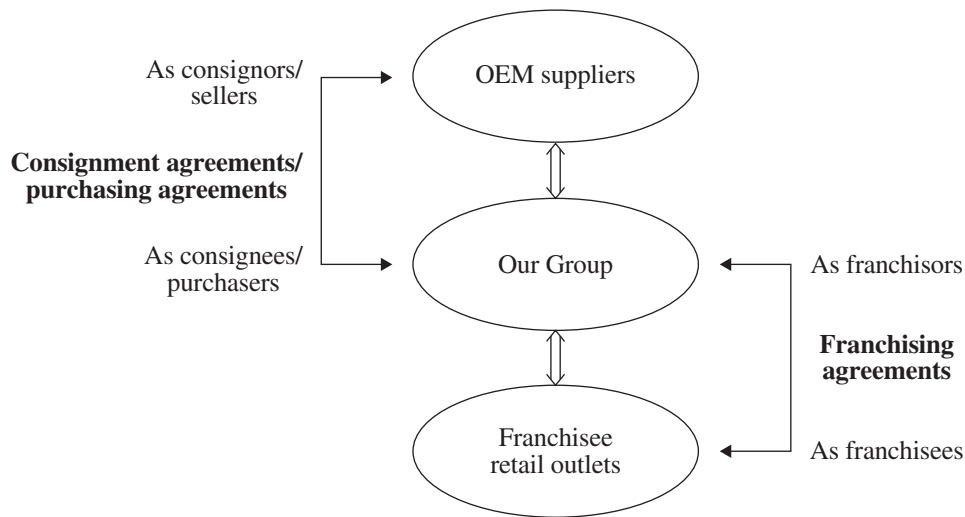 As consignors/
sellers
OEM suppliers
Consignment agreements/
purchasing agreements
As consignees/
purchasers
Our Group
As franchisors
Franchising
agreements
Franchisee
retail outlets
As franchisees